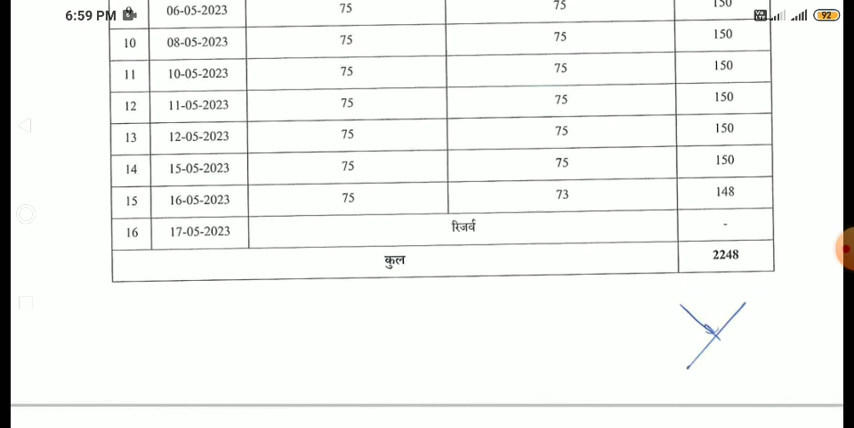 6:59 PM 92
06-05-2023 75 75 150
10 08-05-2023 75 75 150
11 10-05-2023 75 75 150
12 11-05-2023 75 75 150
13 12-05-2023 75 75 150
14 15-05-2023 75 75 150
15 16-05-2023 75 73 148
16 17-05-2023 रिजर्व -
कुल 2248